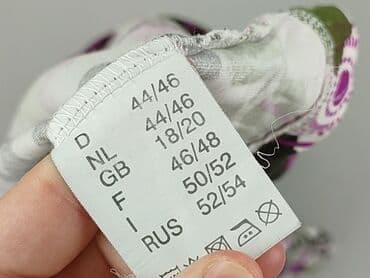 D 44/46
NL 44/46
GB 18/20
F 46/48
I 50/52
RUS 52/54